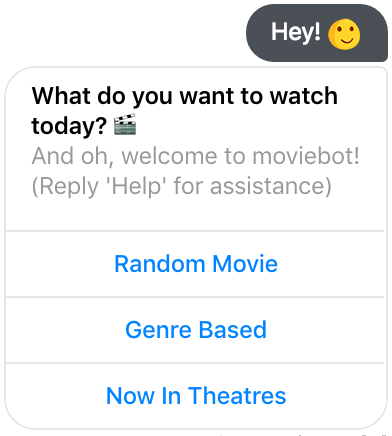 Hey! 🙂
What do you want to watch
today? 🎬
And oh, welcome to moviebot!
(Reply 'Help' for assistance)
Random Movie
Genre Based
Now In Theatres